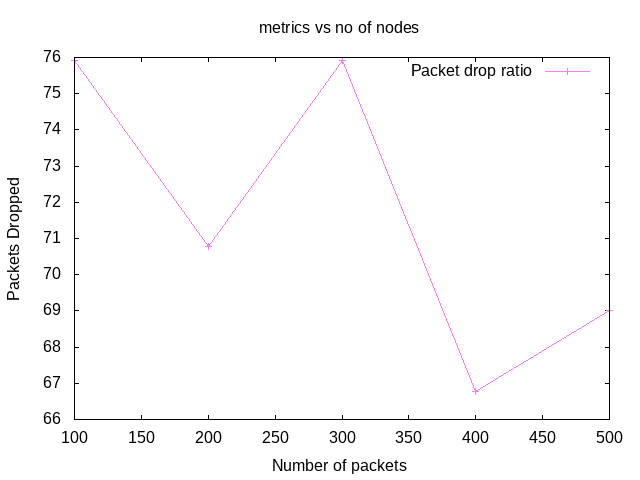 metrics vs no of nodes
Packet drop ratio
76
75
74
73
72
71
70
69
68
67
66
Packets Dropped
100 150 200 250 300 350 400 450 500
Number of packets